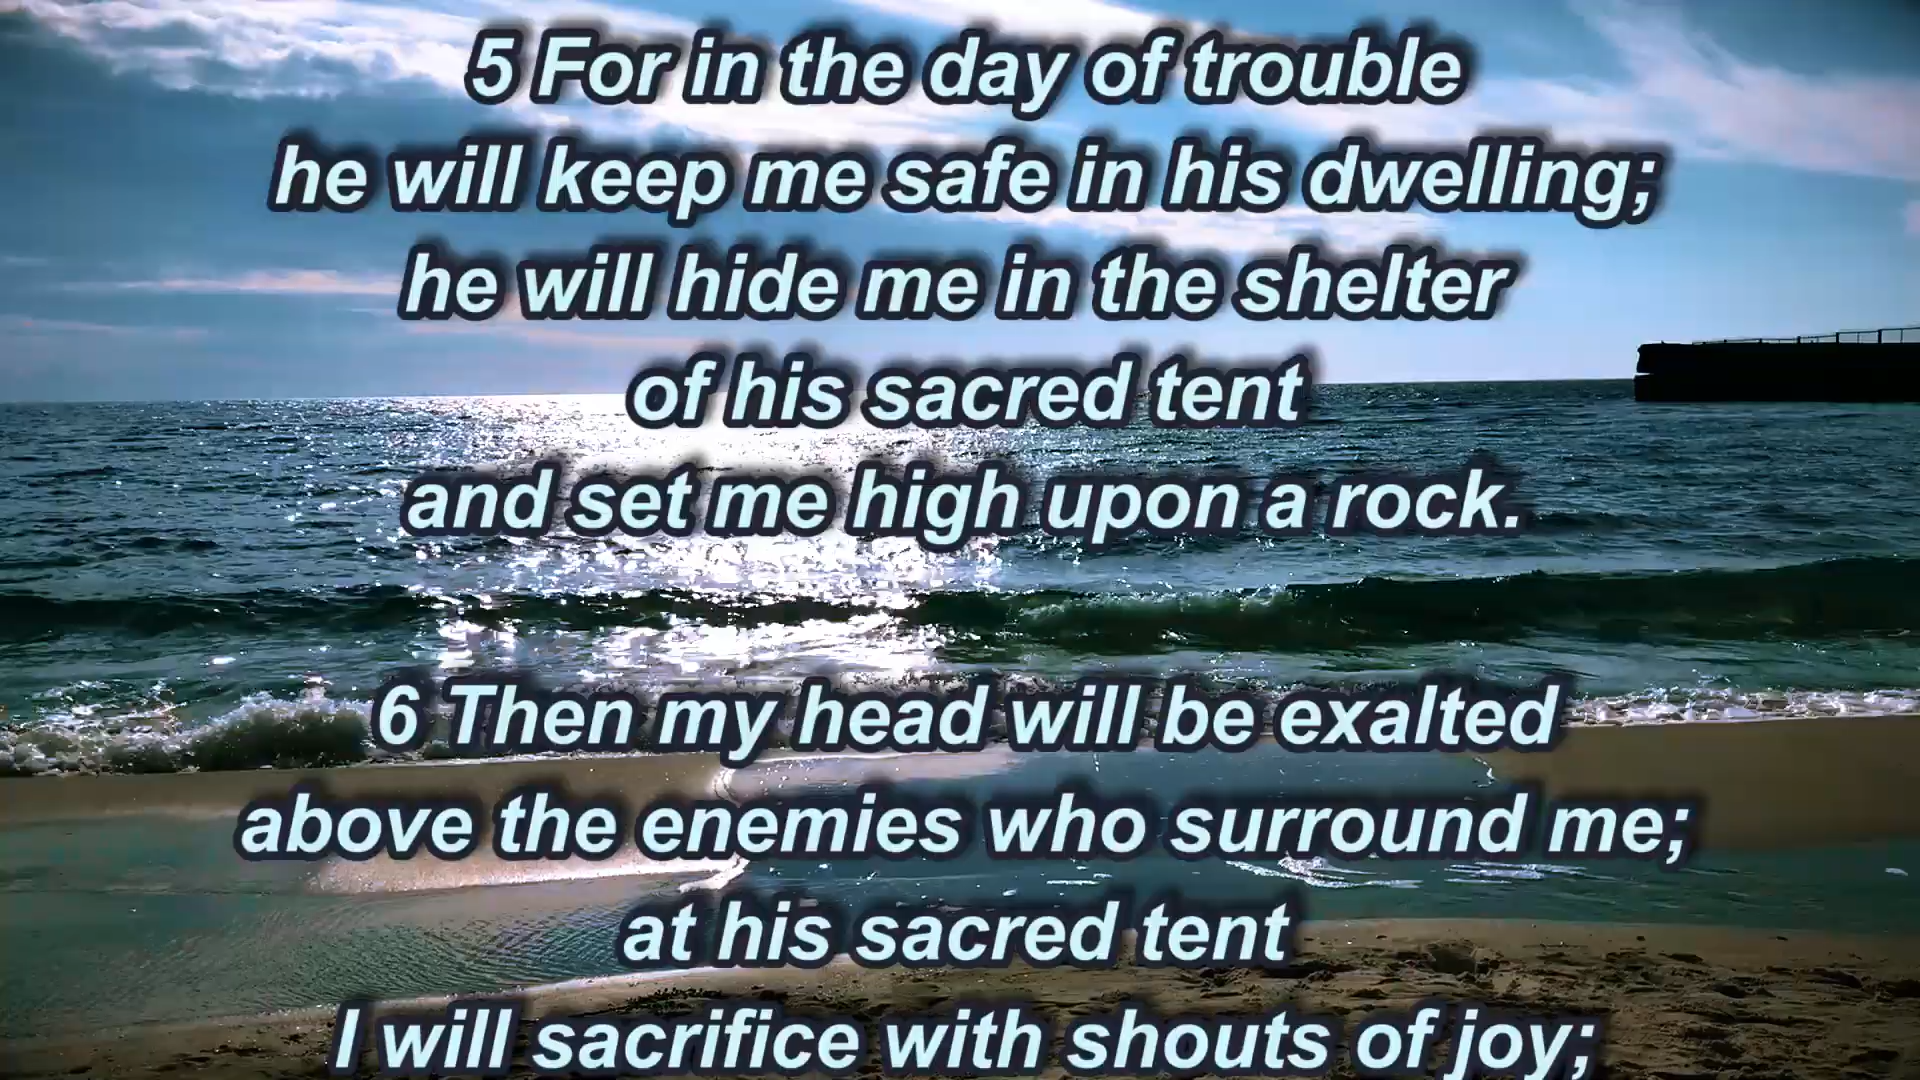 5 For in the day of trouble
he will keep me safe in his dwelling;
he will hide me in the shelter
of his sacred tent
and set me high upon a rock.
6 Then my head will be exalted
above the enemies who surround me;
at his sacred tent
I will sacrifice with shouts of joy;